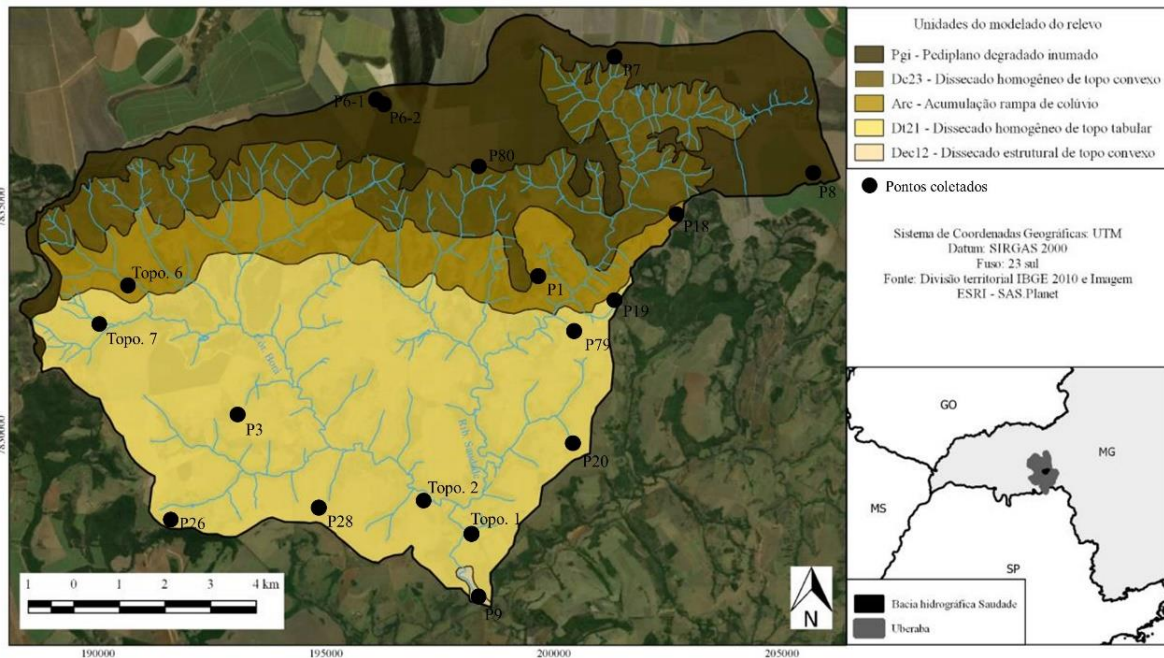 P7
P6-1
P6-2
P80
P8
7835000
P18
Topo. 6
P1
P19
Topo. 7
P79
P3
7830000
Rib. Saudade
P20
Topo. 2
P28
P26
Topo. 1
P9
1 0 1 2 3 4 km
N
190000 195000 200000 205000
Unidades do modelado do relevo
Pgi - Pediplano degradado inumado
Dc23 - Dissecado homogêneo de topo convexo
Arc - Acumulação rampa de colúvio
Dt21 - Dissecado homogêneo de topo tabular
Dec12 - Dissecado estrutural de topo convexo
Pontos coletados
Sistema de Coordenadas Geográficas: UTM
Datum: SIRGAS 2000
Fuso: 23 sul
Fonte: Divisão territorial IBGE 2010 e Imagem
ESRI - SAS.Planet
GO
MG
MS
SP
Bacia hidrográfica Saudade
Uberaba